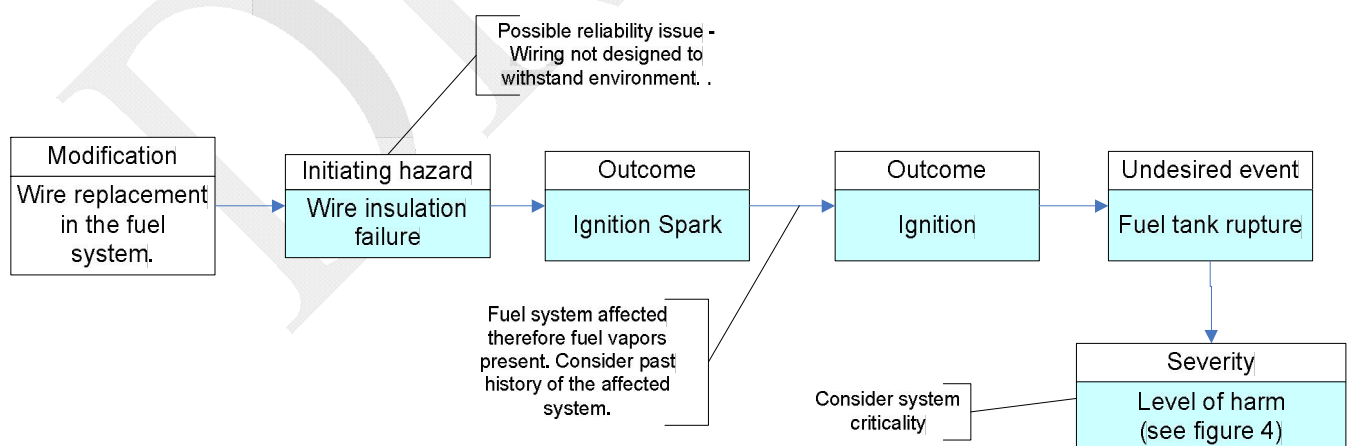 Possible reliability issue -
Wiring not designed to
withstand environment. .
Modification
Wire replacement
in the fuel
system.
Initiating hazard
Wire insulation
failure
Outcome
Ignition Spark
Outcome
Ignition
Undesired event
Fuel tank rupture
Fuel system affected
therefore fuel vapors
present. Consider past
history of the affected
system.
Consider system
criticality
Severity
Level of harm
(see figure 4)